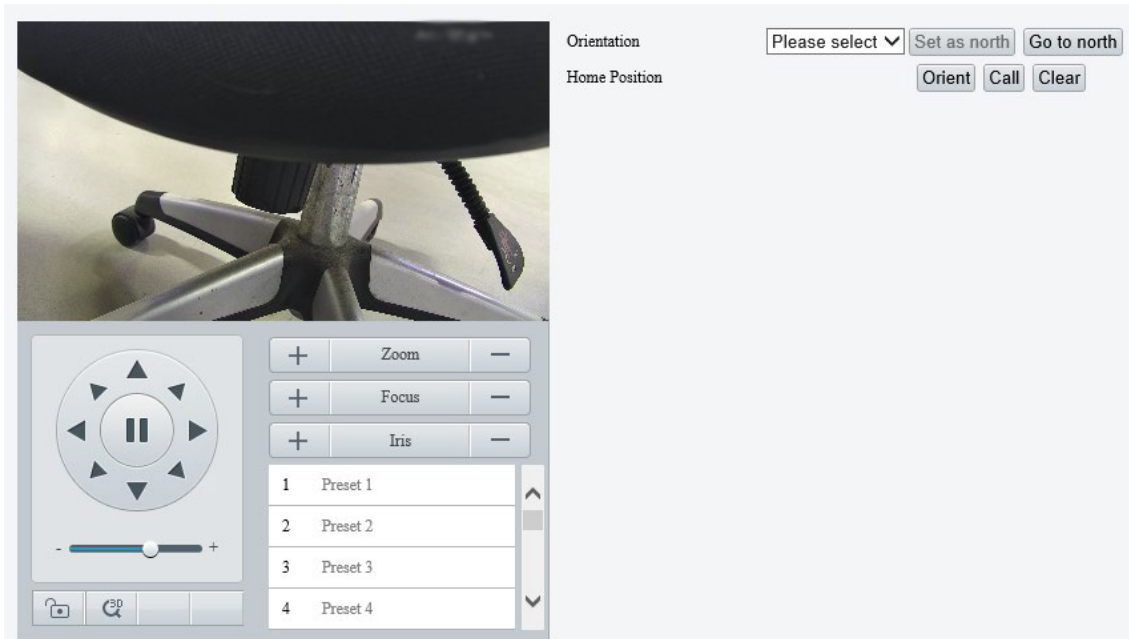 Orientation Please select Set as north Go to north
Home Position Orient Call Clear
+ Zoom —
+ Focus —
+ Iris —
1 Preset 1
2 Preset 2
3 Preset 3
4 Preset 4
- +
3D